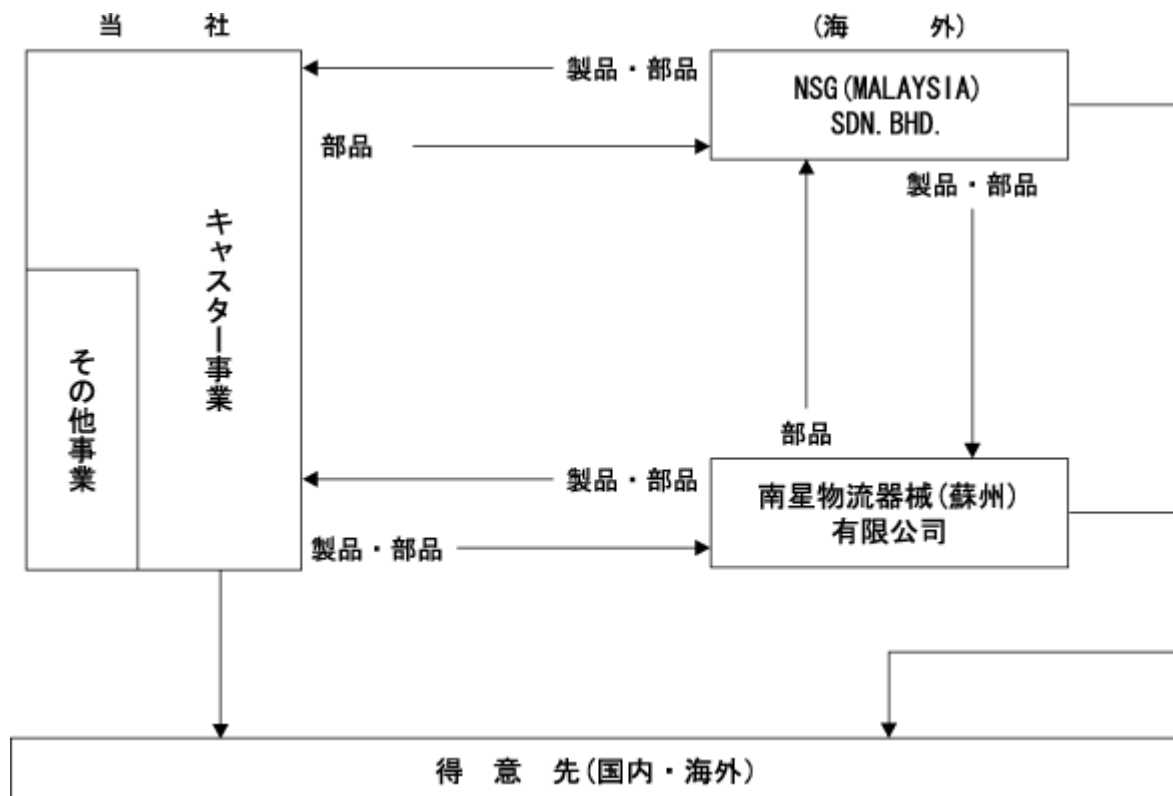 当 社
(海 外)
製品・部品
NSG(MALAYSIA)
SDN.BHD.
部品
製品・部品
キャスター事業
その他事業
部品
製品・部品
南星物流器械(蘇州)
有限公司
製品・部品
得 意 先(国内・海外)